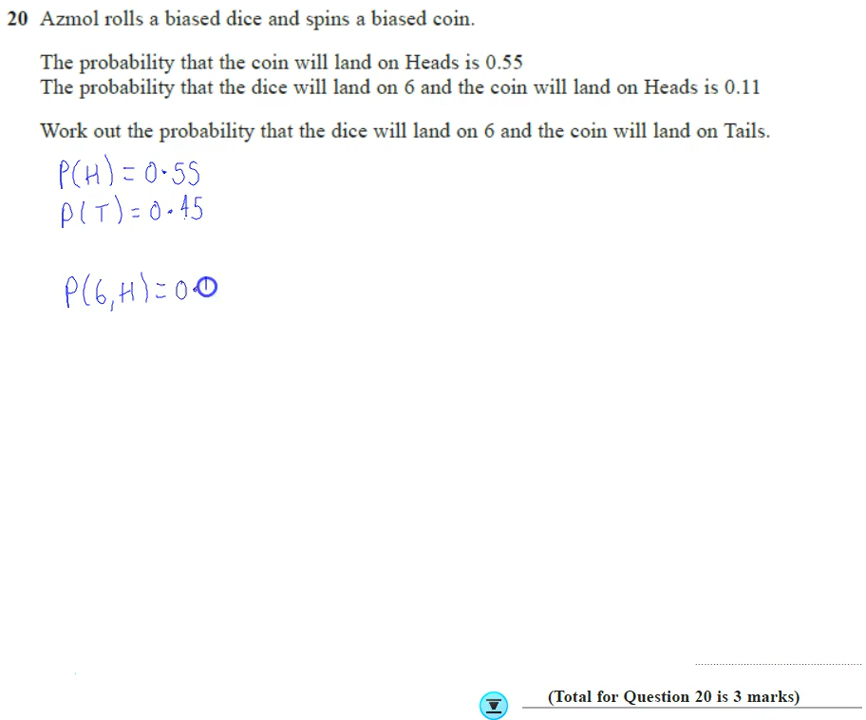 20 Azmol rolls a biased dice and spins a biased coin.
The probability that the coin will land on Heads is 0.55
The probability that the dice will land on 6 and the coin will land on Heads is 0.11
Work out the probability that the dice will land on 6 and the coin will land on Tails.
P(H) = 0.55
P(T) = 0.45
P(6,H) = 0.1
(Total for Question 20 is 3 marks)